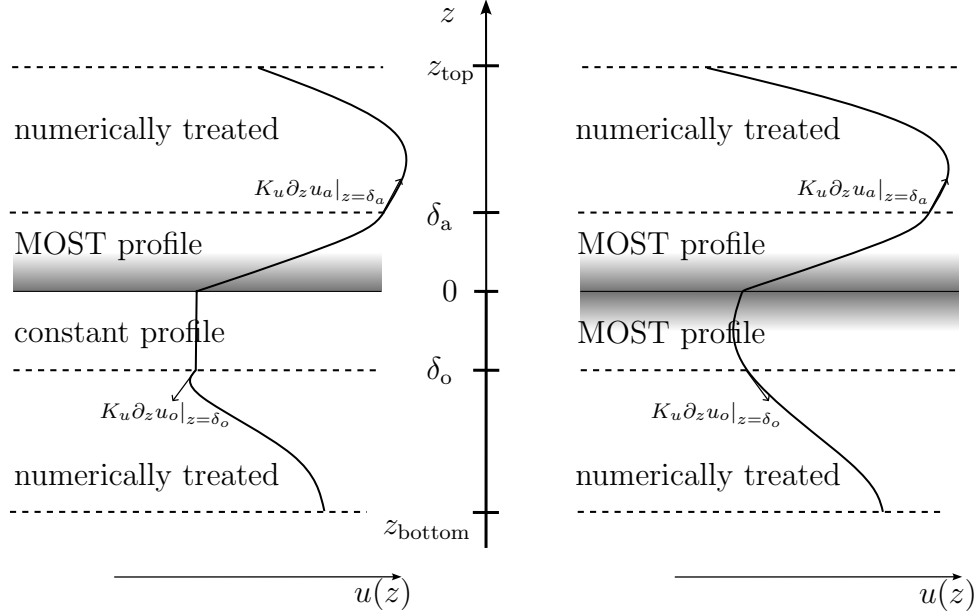 z
z_top
numerically treated
numerically treated
K_u ∂_z u_a|_{z=δ_a}
K_u ∂_z u_a|_{z=δ_a}
δ_a
MOST profile
MOST profile
0
constant profile
MOST profile
δ_o
K_u ∂_z u_o|_{z=δ_o}
K_u ∂_z u_o|_{z=δ_o}
numerically treated
numerically treated
z_bottom
u(z)
u(z)